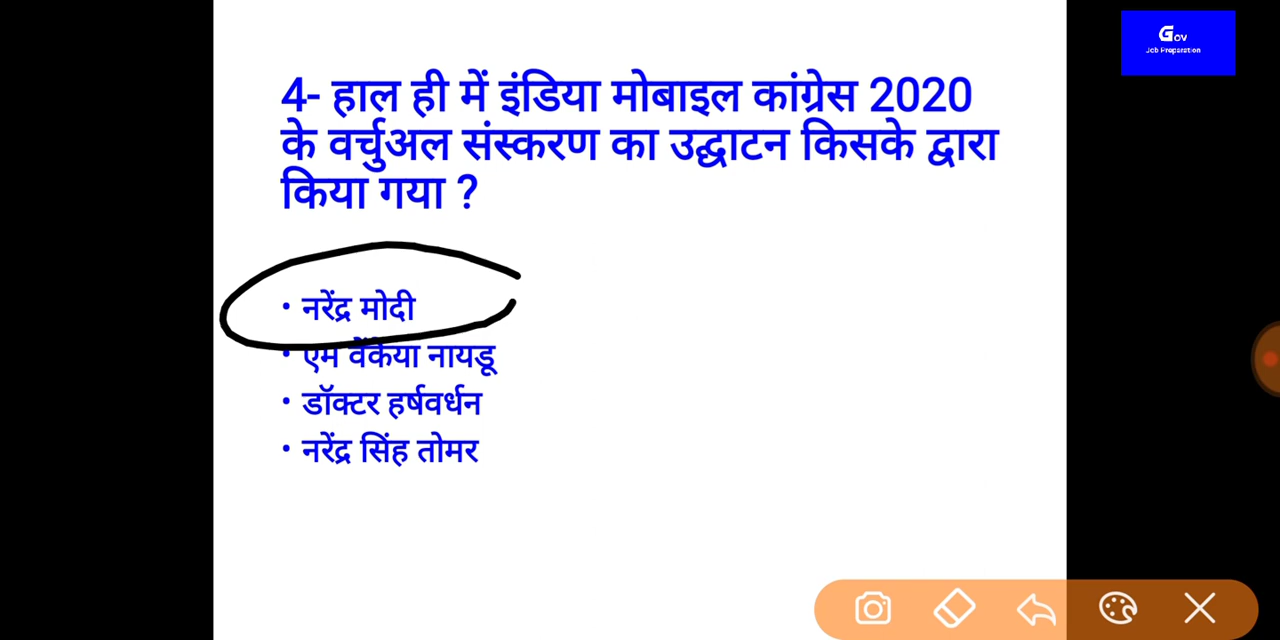 Gov
Job Preparation
4- हाल ही में इंडिया मोबाइल कांग्रेस 2020
के वर्चुअल संस्करण का उद्घाटन किसके द्वारा
किया गया ?
• नरेंद्र मोदी
• एम वेंकैया नायडू
• डॉक्टर हर्षवर्धन
• नरेंद्र सिंह तोमर